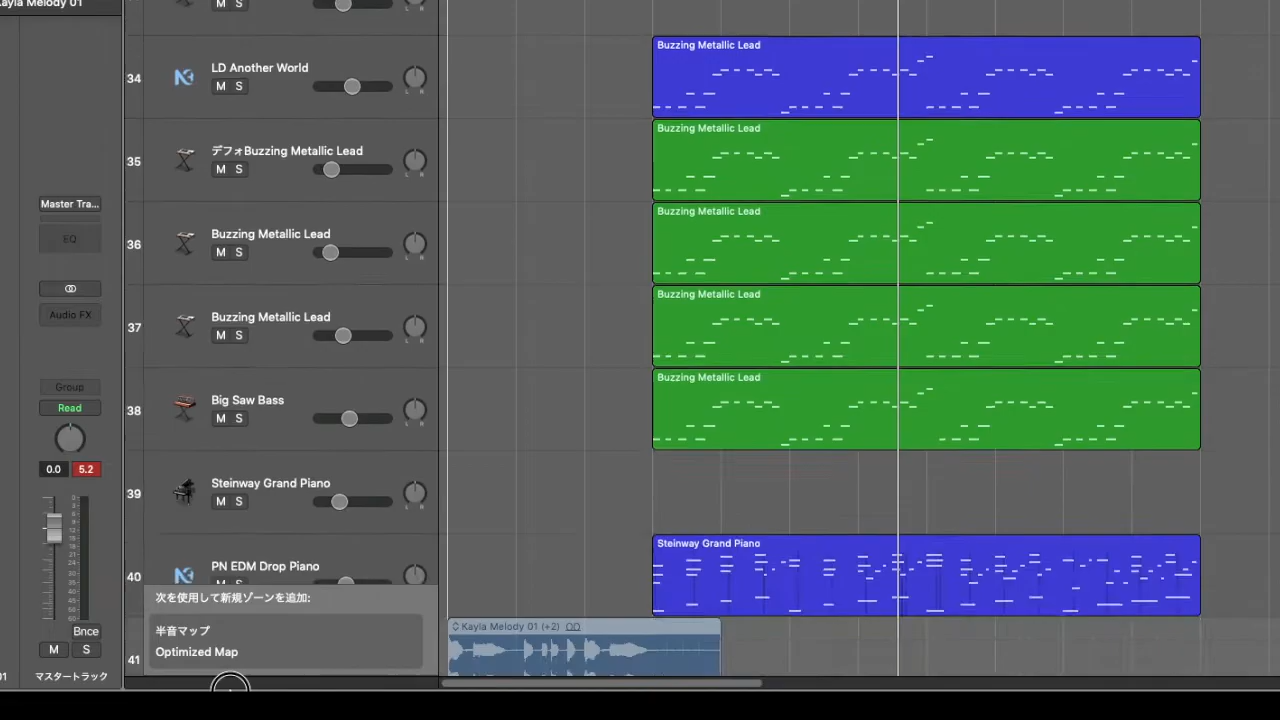 Kayla Melody 01
M S
34
LD Another World
M S
L R
Buzzing Metallic Lead
35
デフォBuzzing Metallic Lead
M S
L R
Buzzing Metallic Lead
Master Tra...
EQ
36
Buzzing Metallic Lead
M S
L R
Buzzing Metallic Lead
Audio FX
37
Buzzing Metallic Lead
M S
L R
Buzzing Metallic Lead
Group
Read
38
Big Saw Bass
M S
L R
Buzzing Metallic Lead
0.0 5.2
39
Steinway Grand Piano
M S
L R
40
PN EDM Drop Piano
M S
Steinway Grand Piano
次を使用して新規ゾーンを追加:
半音マップ
Optimized Map
41
Kayla Melody 01 (+2)
Bnce
M S
01
マスタートラック